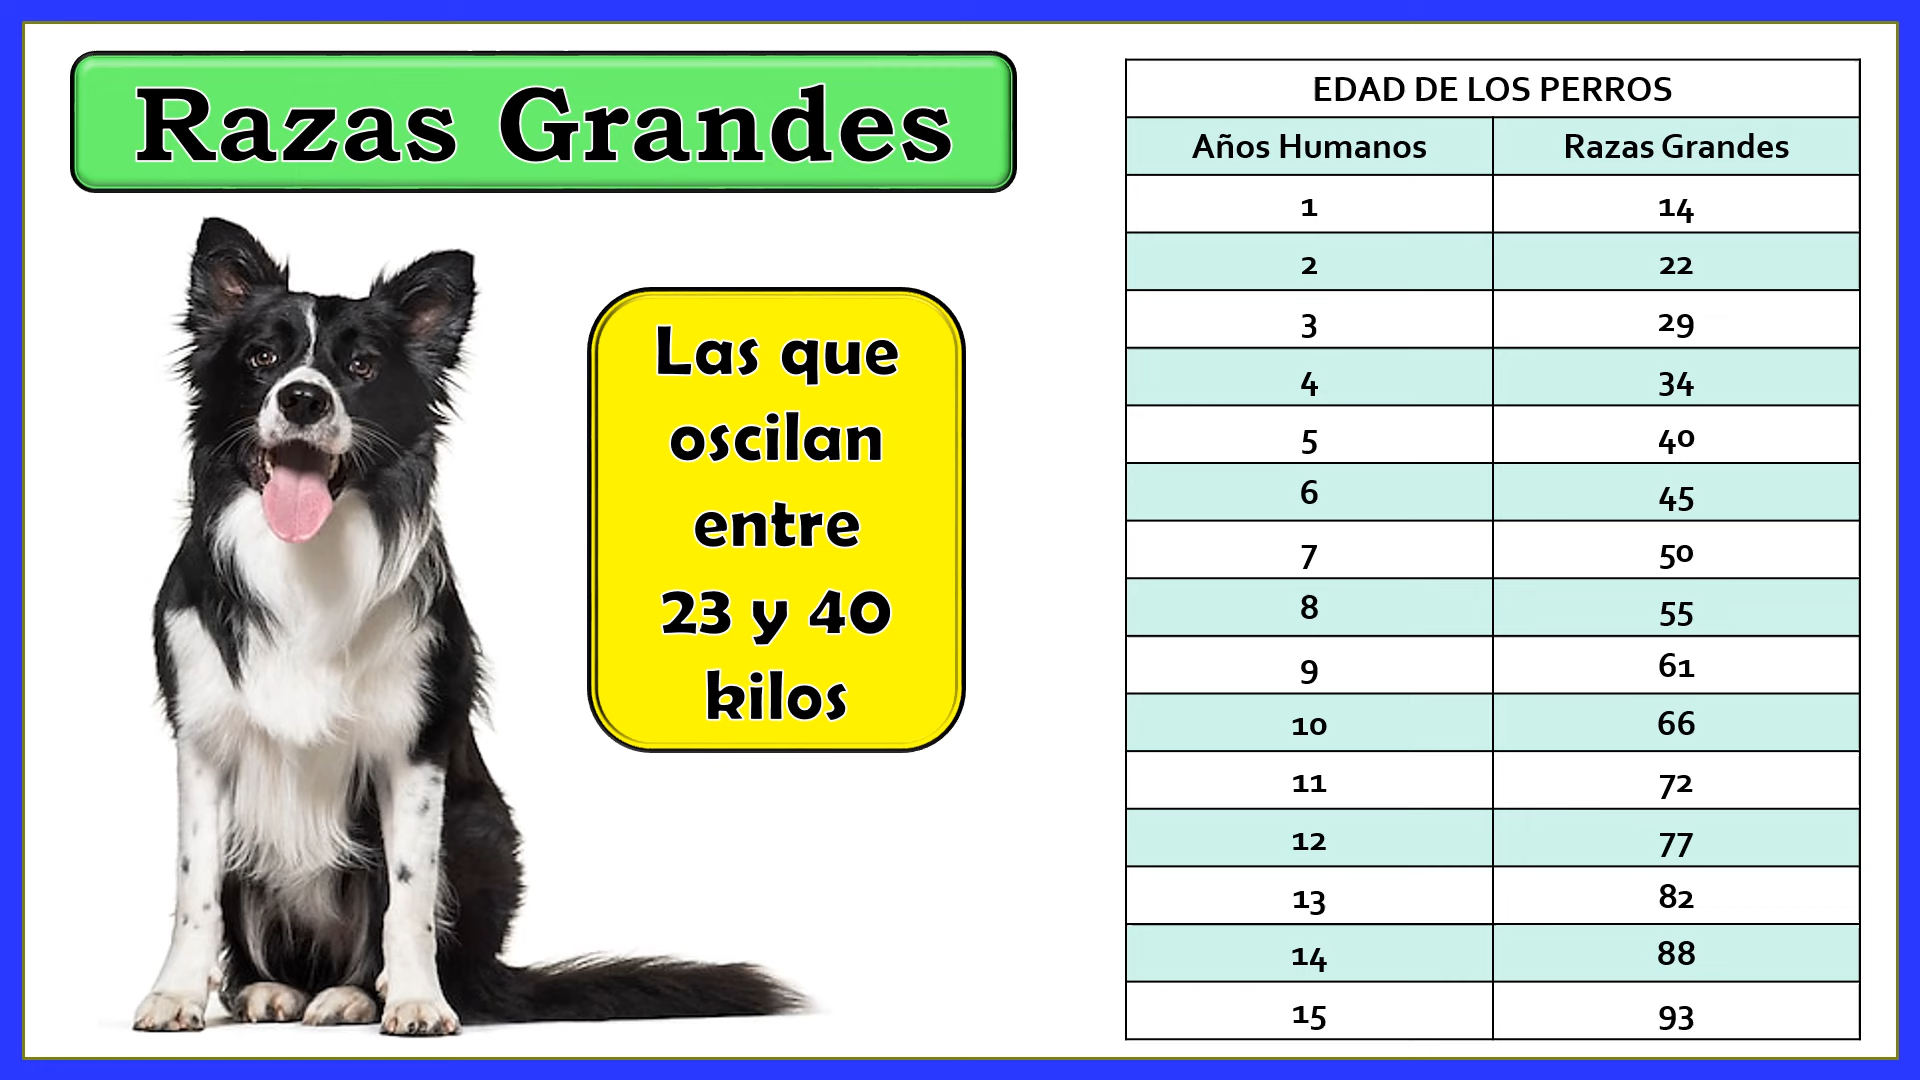 Razas Grandes
Las que
oscilan
entre
23 y 40
kilos
EDAD DE LOS PERROS
Años Humanos Razas Grandes
1 14
2 22
3 29
4 34
5 40
6 45
7 50
8 55
9 61
10 66
11 72
12 77
13 82
14 88
15 93